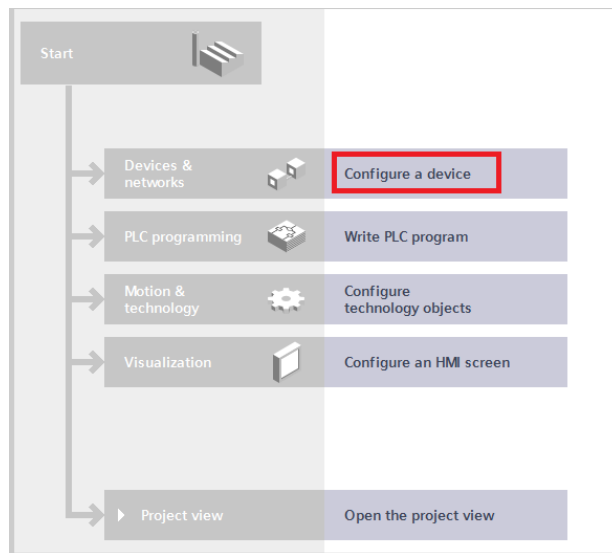 Start
Devices &
networks
Configure a device
PLC programming
Write PLC program
Motion &
technology
Configure
technology objects
Visualization
Configure an HMI screen
Project view
Open the project view